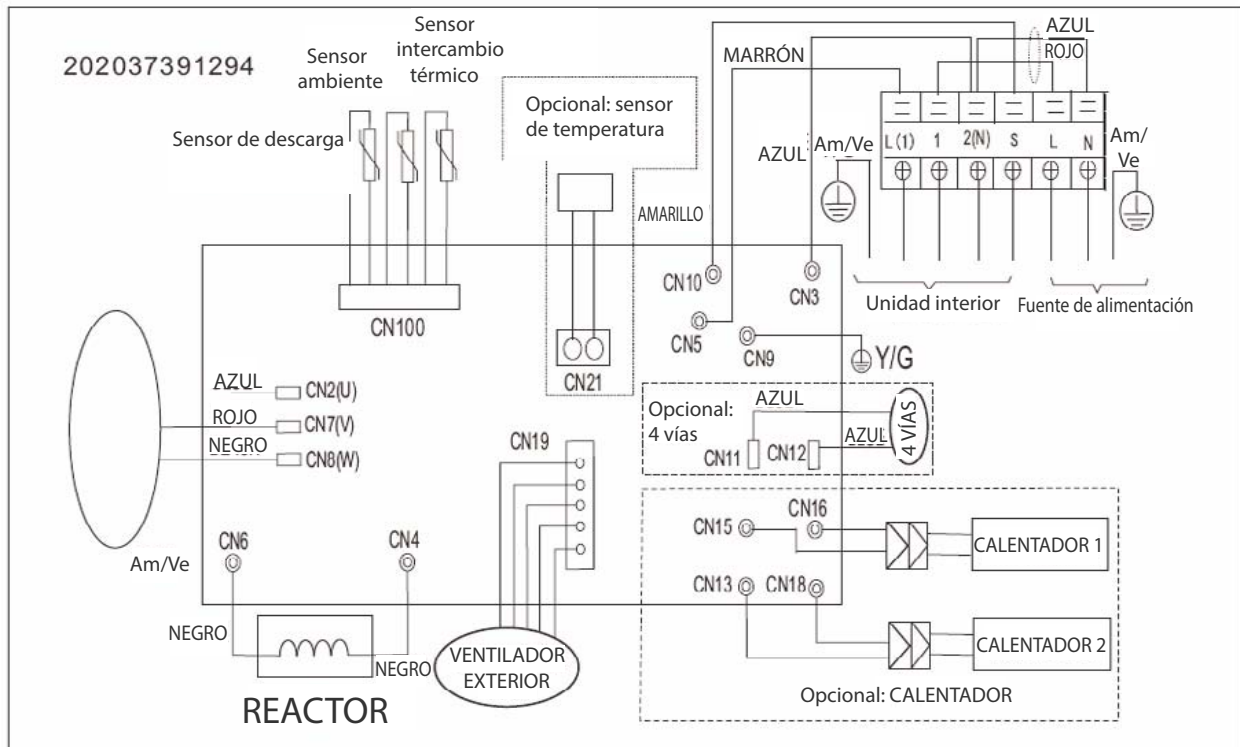 202037391294
Sensor
ambiente
Sensor
intercambio
térmico
Sensor de descarga
Opcional: sensor
de temperatura
MARRÓN
AZUL
ROJO
L(1) 1 2(N) S L N
AZUL
Am/Ve
Am/
Ve
AMARILLO
Unidad interior
Fuente de alimentación
CN100
CN21
CN10
CN3
CN5
CN9
Y/G
AZUL
CN2(U)
ROJO
CN7(V)
NEGRO
CN8(W)
CN19
Opcional:
4 vías
AZUL
AZUL
CN11
CN12
4 VÍAS
Am/Ve
CN6
CN4
CN15
CN16
CALENTADOR 1
CN13
CN18
CALENTADOR 2
NEGRO
NEGRO
REACTOR
VENTILADOR
EXTERIOR
Opcional: CALENTADOR